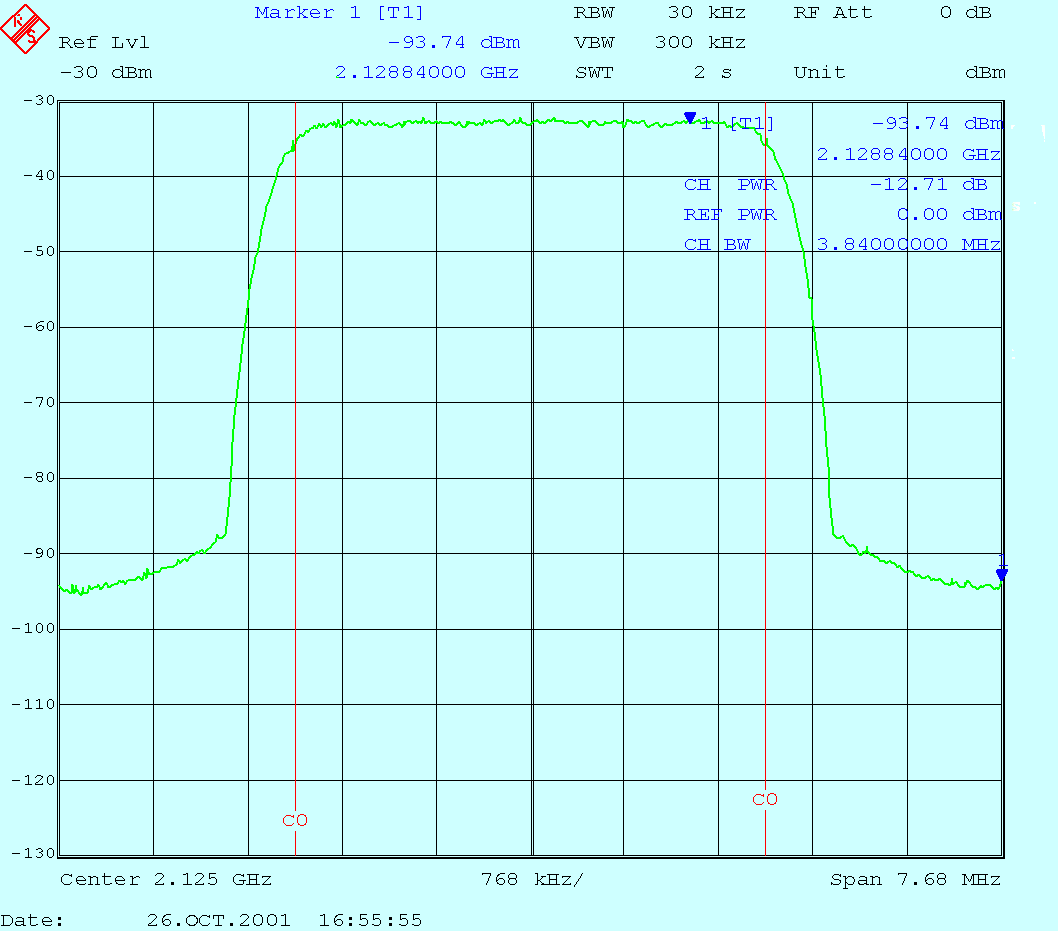 Marker 1 [T1] RBW 30 kHz RF Att 0 dB
R S
Ref Lvl -93.74 dBm VBW 300 kHz
-30 dBm 2.12884000 GHz SWT 2 s Unit dBm
-30
1 [T1] -93.74 dBm
2.12884000 GHz
-40
CH PWR -12.71 dB
REF PWR 0.00 dBm
CH BW 3.84000000 MHz
-50
-60
-70
-80
-90
1
-100
-110
-120
C0
C0
-130
Center 2.125 GHz 768 kHz/ Span 7.68 MHz
Date: 26.OCT.2001 16:55:55